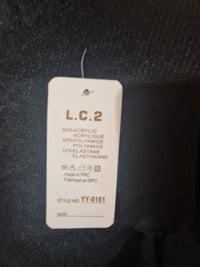 L.C.2
60%ACRYLIC
ACRYLIQUE
30%POLYAMIDE
POLYAMIDE
10%ELASTANE
ELASTHANNE
made in PRC
Fabriqué en RPC
STYLE NO: YY-8161
SIZE: